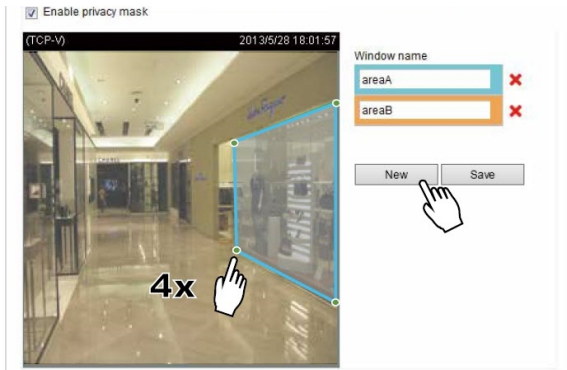 Enable privacy mask
(TCP-V) 2013/5/28 18:01:57
Window name
areaA
areaB
New Save
4x